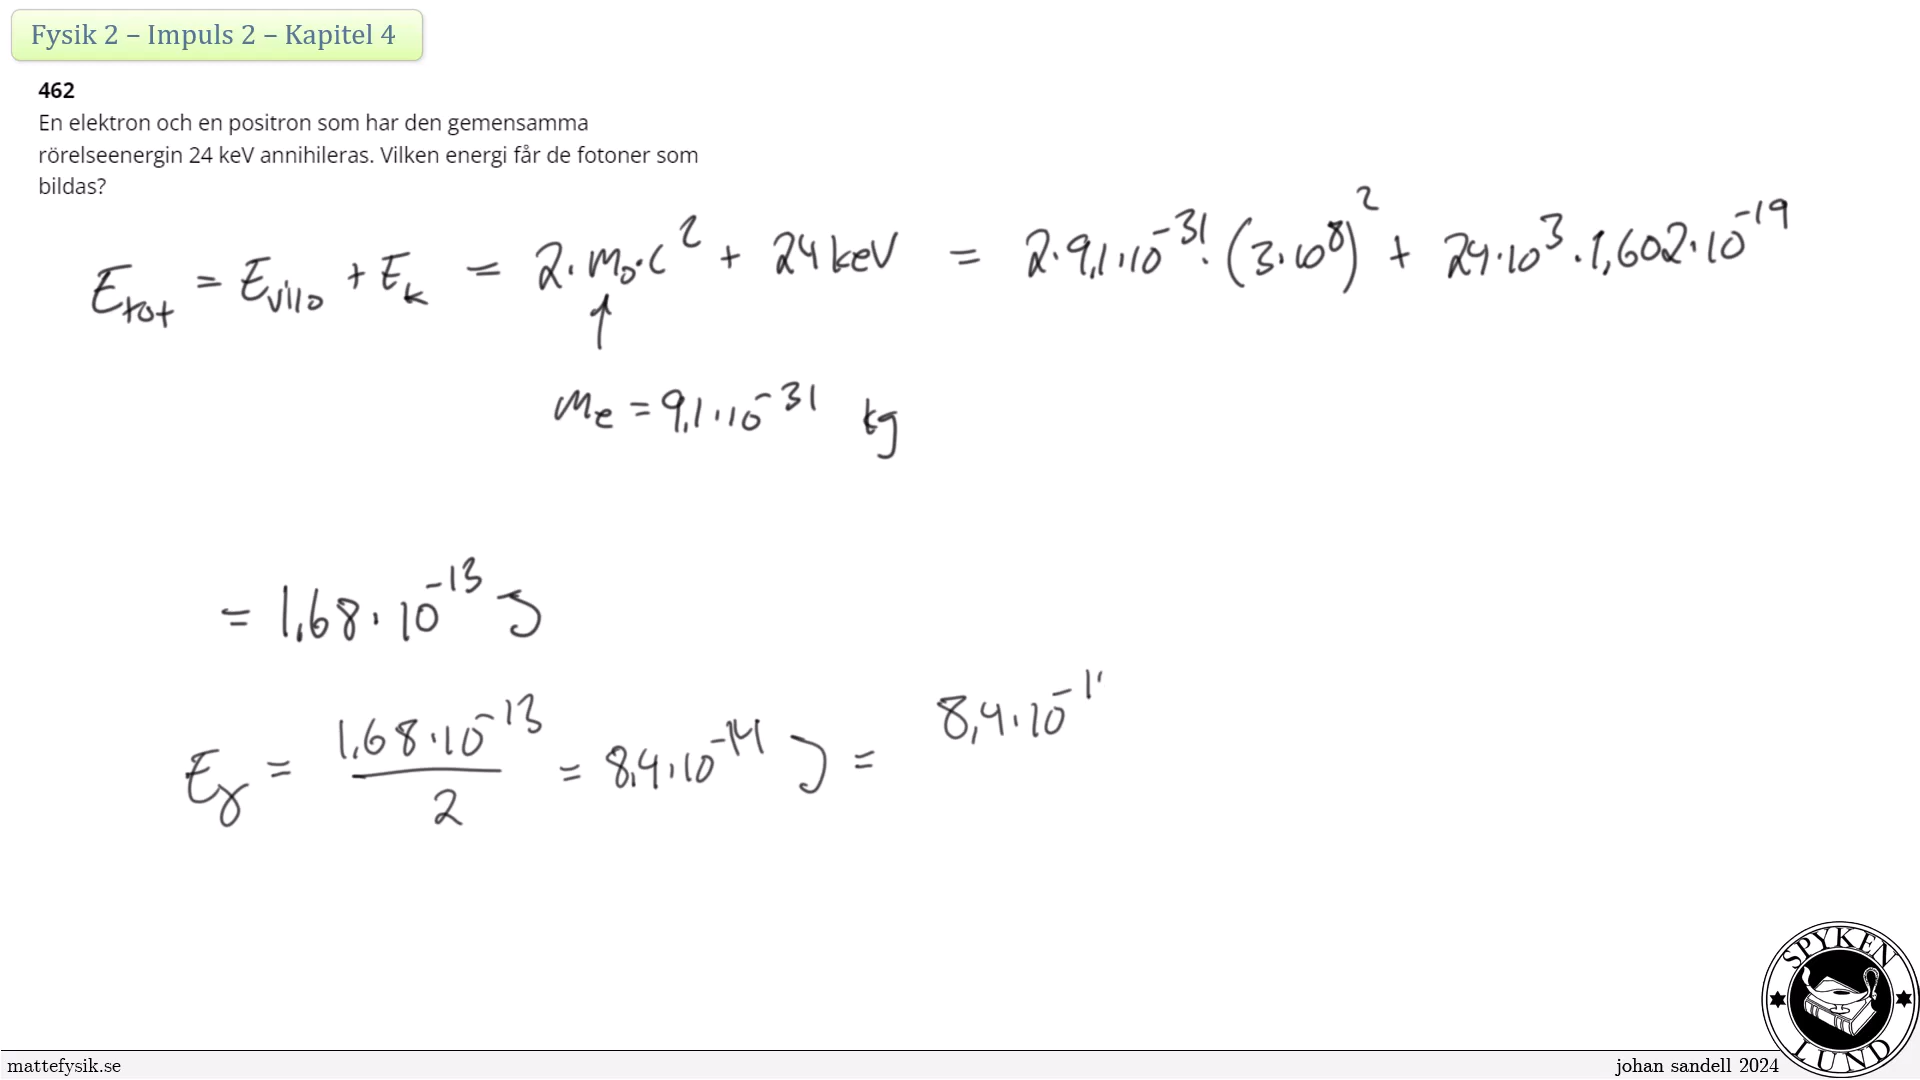 Fysik 2 – Impuls 2 – Kapitel 4
462
En elektron och en positron som har den gemensamma
rörelseenergin 24 keV annihileras. Vilken energi får de fotoner som
bildas?
E_tot = E_vila + E_k = 2·m₀·c² + 24 keV = 2·9,1·10⁻³¹·(3·10⁸)² + 24·10³·1,602·10⁻¹⁹
↑
m_e = 9,1·10⁻³¹ kg
= 1,68·10⁻¹³ J
E_γ = 1,68·10⁻¹³ / 2 = 8,4·10⁻¹⁴ J = 8,4·10⁻¹
SPYKEN
LUND
mattefysik.se
johan sandell 2024